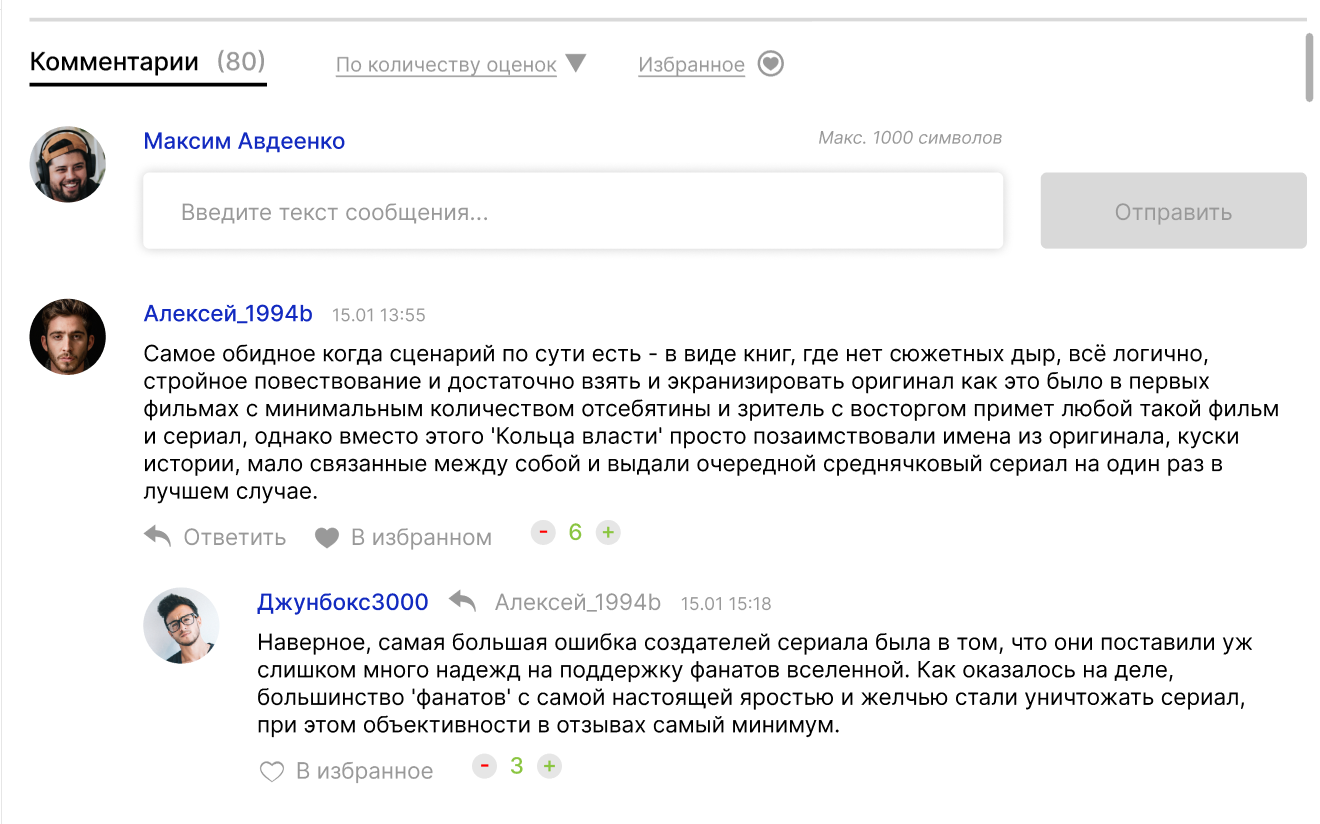 Комментарии (80) По количеству оценок Избранное
Максим Авдеенко Макс. 1000 символов
Введите текст сообщения... Отправить
Алексей_1994b 15.01 13:55
Самое обидное когда сценарий по сути есть - в виде книг, где нет сюжетных дыр, всё логично,
стройное повествование и достаточно взять и экранизировать оригинал как это было в первых
фильмах с минимальным количеством отсебятины и зритель с восторгом примет любой такой фильм
и сериал, однако вместо этого 'Кольца власти' просто позаимствовали имена из оригинала, куски
истории, мало связанные между собой и выдали очередной среднячковый сериал на один раз в
лучшем случае.
Ответить В избранном - 6 +
Джунбокс3000 Алексей_1994b 15.01 15:18
Наверное, самая большая ошибка создателей сериала была в том, что они поставили уж
слишком много надежд на поддержку фанатов вселенной. Как оказалось на деле,
большинство 'фанатов' с самой настоящей яростью и желчью стали уничтожать сериал,
при этом объективности в отзывах самый минимум.
В избранное - 3 +